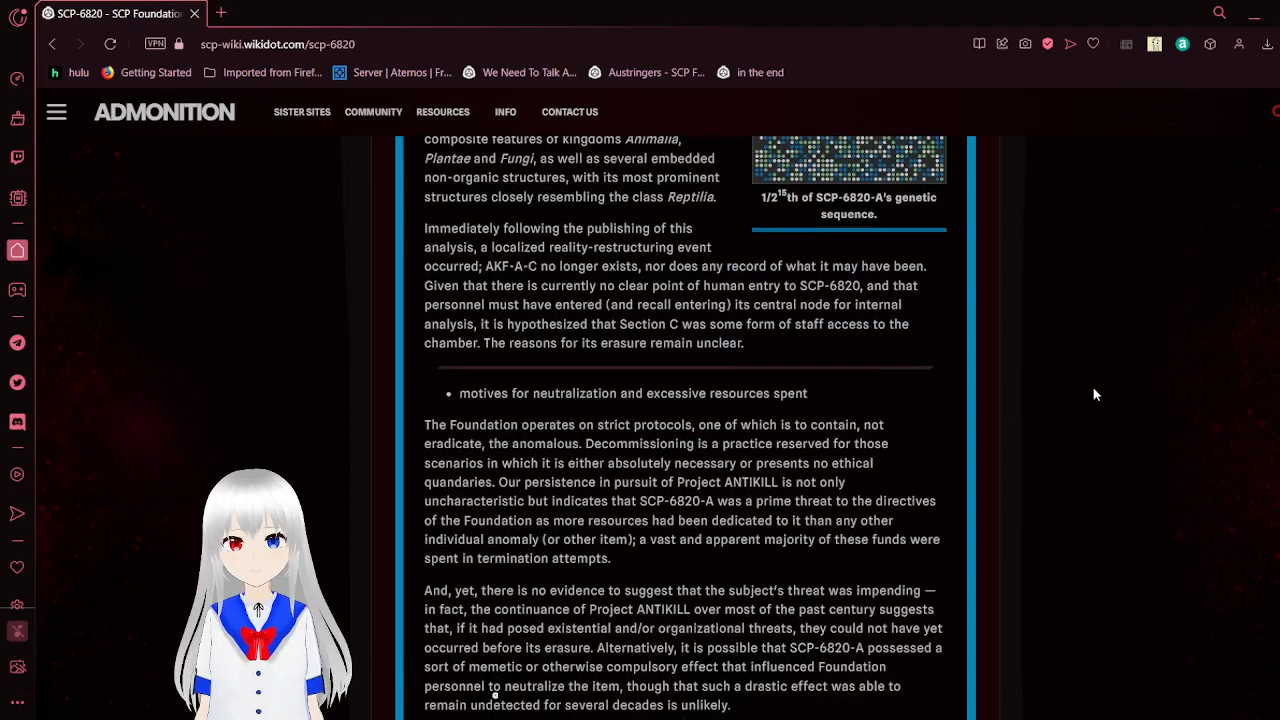 SCP-6820 - SCP Foundation
scp-wiki.wikidot.com/scp-6820
VPN
h hulu
Getting Started
Imported from Firef...
Server | Aternos | Fr...
We Need To Talk A...
Austringers - SCP F...
in the end
ADMONITION
SISTER SITES COMMUNITY RESOURCES INFO CONTACT US
composite features of kingdoms Animalia,
Plantae and Fungi, as well as several embedded
non-organic structures, with its most prominent
structures closely resembling the class Reptilia.
1/2^15th of SCP-6820-A's genetic
sequence.
Immediately following the publishing of this
analysis, a localized reality-restructuring event
occurred; AKF-A-C no longer exists, nor does any record of what it may have been.
Given that there is currently no clear point of human entry to SCP-6820, and that
personnel must have entered (and recall entering) its central node for internal
analysis, it is hypothesized that Section C was some form of staff access to the
chamber. The reasons for its erasure remain unclear.
• motives for neutralization and excessive resources spent
The Foundation operates on strict protocols, one of which is to contain, not
eradicate, the anomalous. Decommissioning is a practice reserved for those
scenarios in which it is either absolutely necessary or presents no ethical
quandaries. Our persistence in pursuit of Project ANTIKILL is not only
uncharacteristic but indicates that SCP-6820-A was a prime threat to the directives
of the Foundation as more resources had been dedicated to it than any other
individual anomaly (or other item); a vast and apparent majority of these funds were
spent in termination attempts.
And, yet, there is no evidence to suggest that the subject's threat was impending —
in fact, the continuance of Project ANTIKILL over most of the past century suggests
that, if it had posed existential and/or organizational threats, they could not have yet
occurred before its erasure. Alternatively, it is possible that SCP-6820-A possessed a
sort of memetic or otherwise compulsory effect that influenced Foundation
personnel to neutralize the item, though that such a drastic effect was able to
remain undetected for several decades is unlikely.